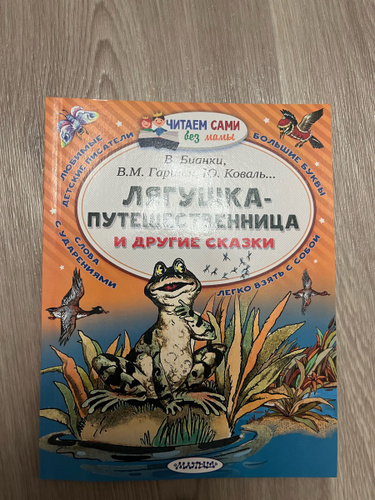 ЧИТАЕМ САМИ
без мамы
ЛЮБИМЫЕ
ДЕТСКИЕ ПИСАТЕЛИ
БОЛЬШИЕ БУКВЫ
В. Бианки,
В.М. Гаршин, Ю. Коваль...
ЛЯГУШКА-
ПУТЕШЕСТВЕННИЦА
И ДРУГИЕ СКАЗКИ
СЛОВА
С УДАРЕНИЯМИ
ЛЕГКО ВЗЯТЬ С СОБОЙ
МАЛЫШ